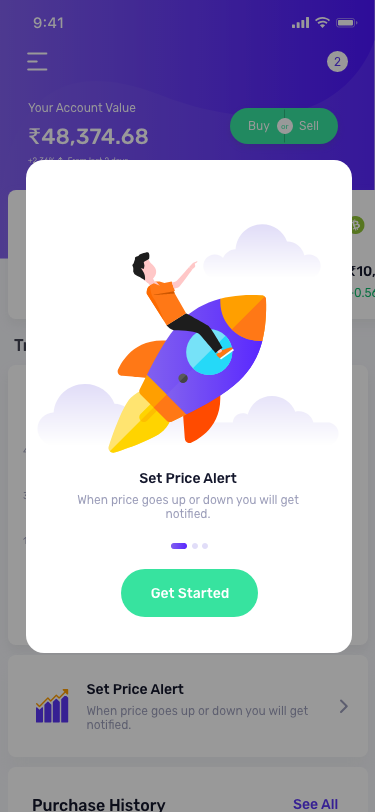 9:41
2
Your Account Value
₹48,374.68
Buy or Sell
₹10,
0.56
Tr
Set Price Alert
When price goes up or down you will get
notified.
Get Started
Set Price Alert
When price goes up or down you will get
notified.
Purchase History
See All